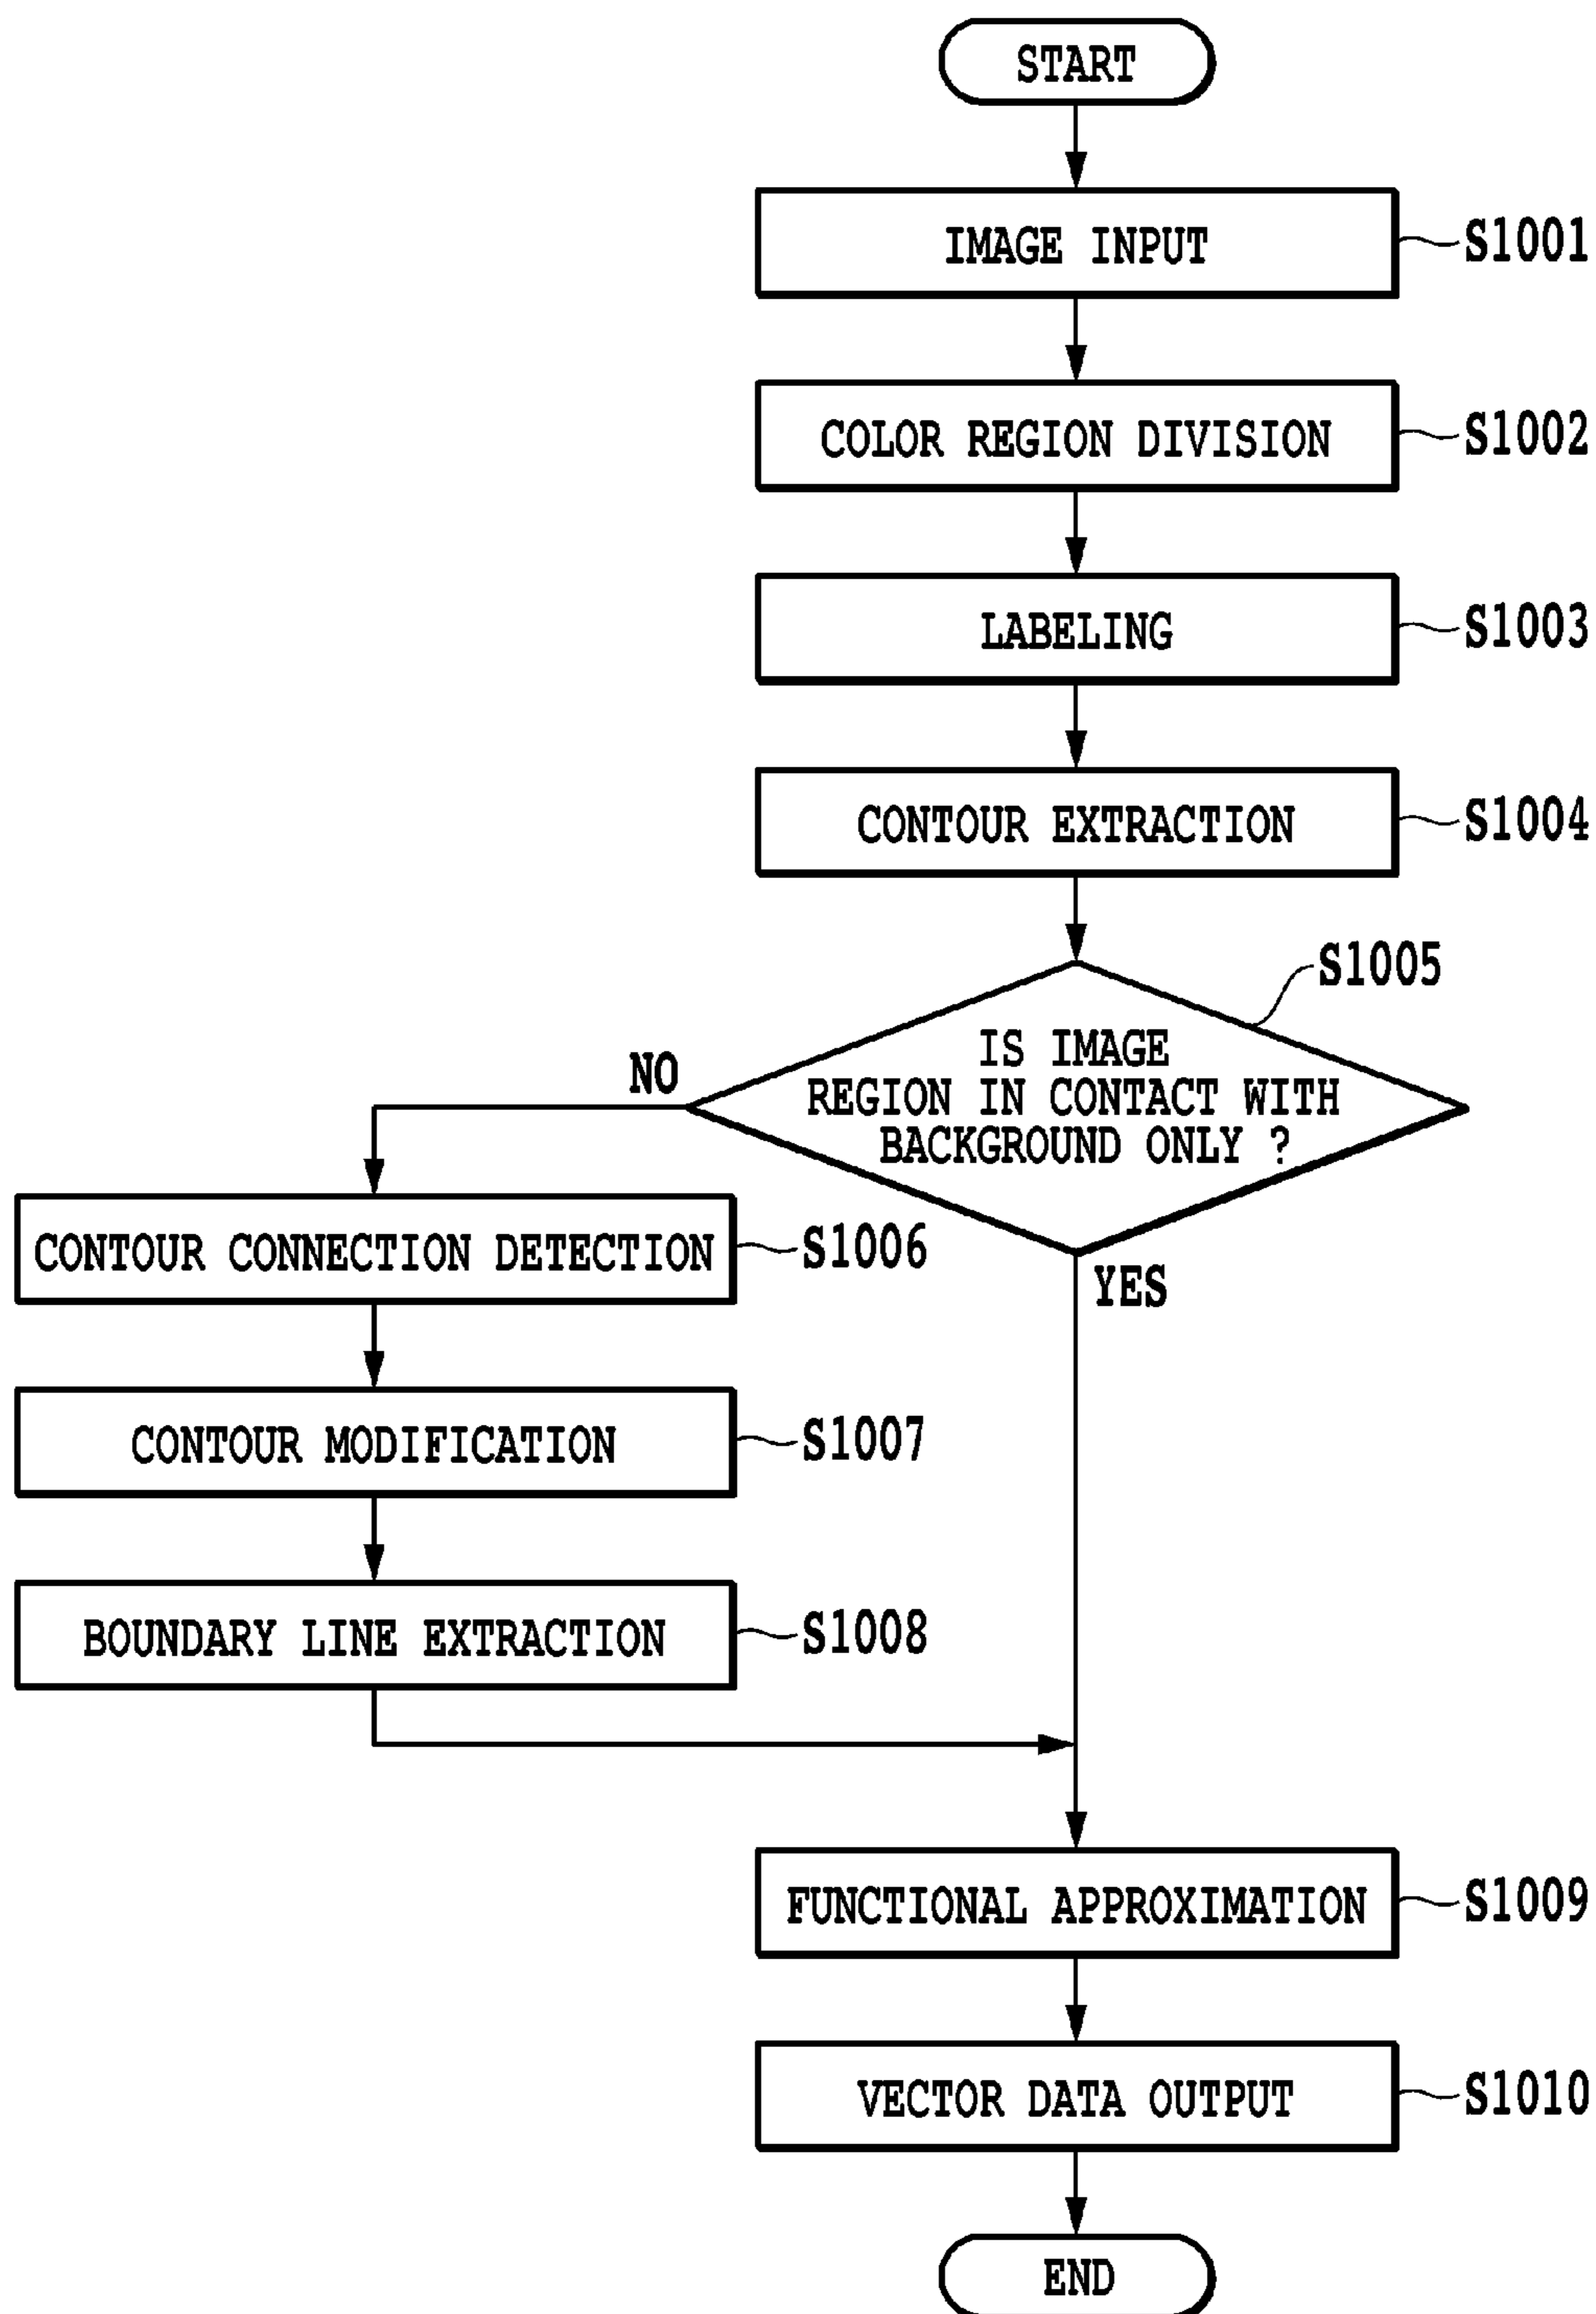 START
IMAGE INPUT
S1001
COLOR REGION DIVISION
S1002
LABELING
S1003
CONTOUR EXTRACTION
S1004
S1005
IS IMAGE
REGION IN CONTACT WITH
BACKGROUND ONLY ?
NO
YES
CONTOUR CONNECTION DETECTION
S1006
CONTOUR MODIFICATION
S1007
BOUNDARY LINE EXTRACTION
S1008
FUNCTIONAL APPROXIMATION
S1009
VECTOR DATA OUTPUT
S1010
END